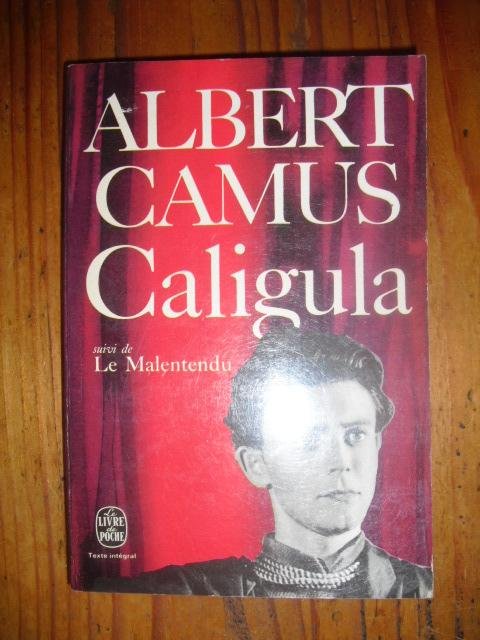 ALBERT
CAMUS
Caligula
suivi de
Le Malentendu
Le
LIVRE
de
POCHE
Texte intégral